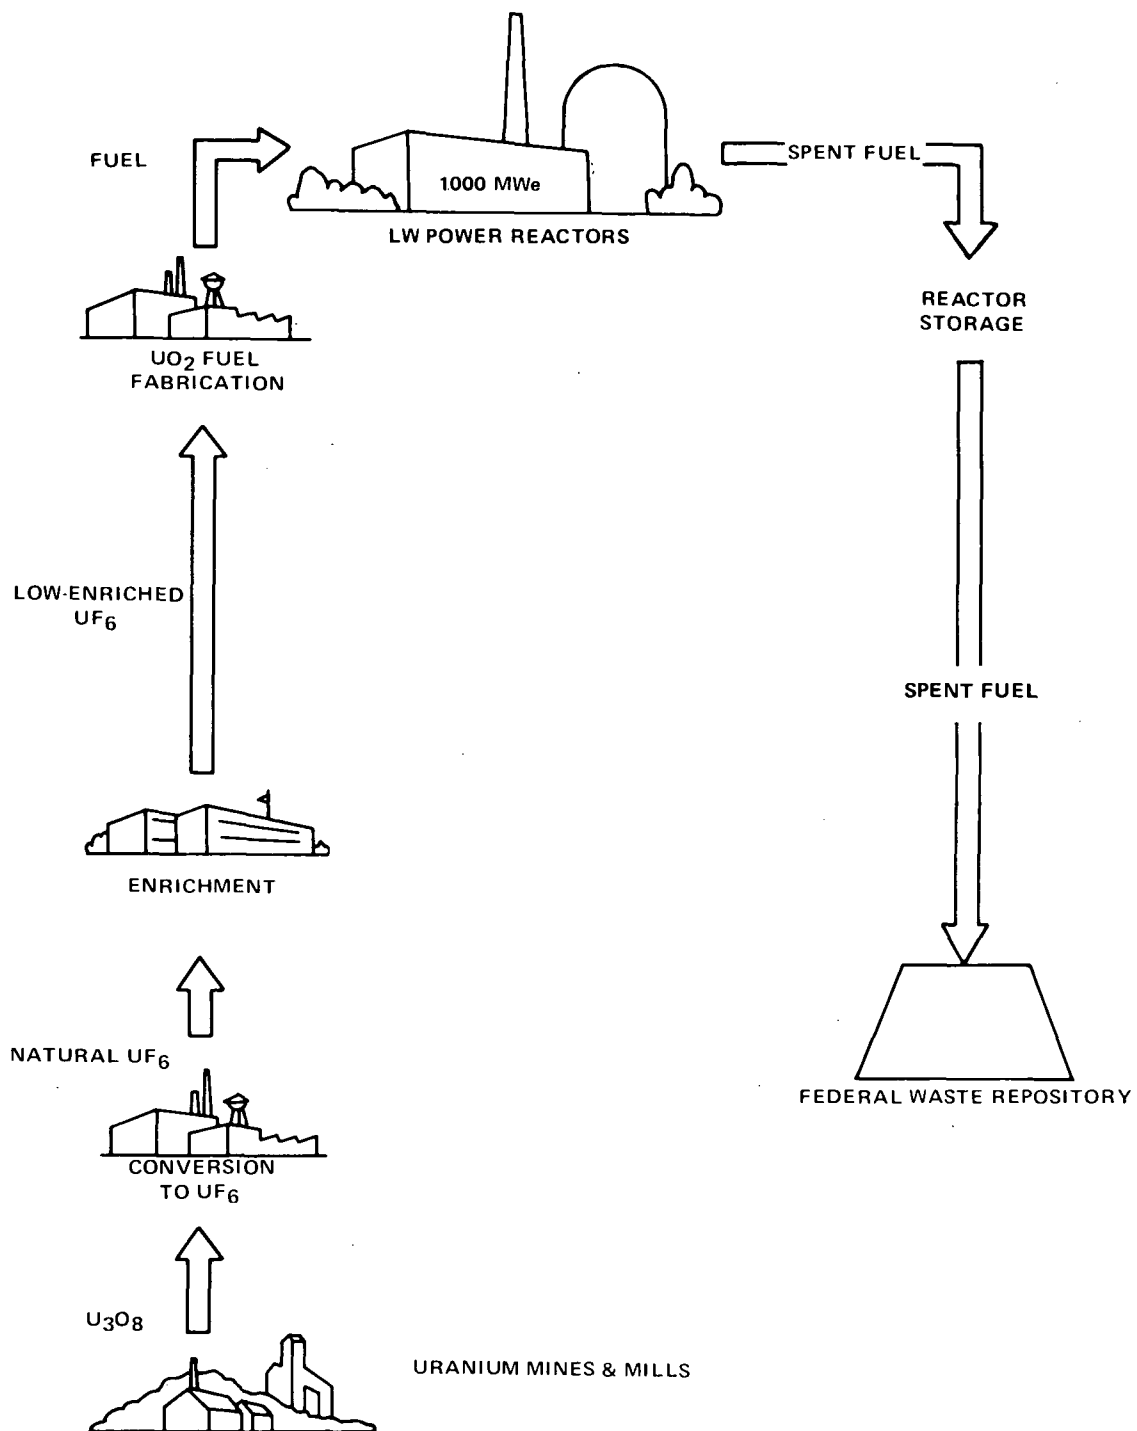 FUEL
1000 MWe
LW POWER REACTORS
SPENT FUEL
REACTOR
STORAGE
UO2 FUEL
FABRICATION
LOW-ENRICHED
UF6
SPENT FUEL
ENRICHMENT
NATURAL UF6
FEDERAL WASTE REPOSITORY
CONVERSION
TO UF6
U3O8
URANIUM MINES & MILLS